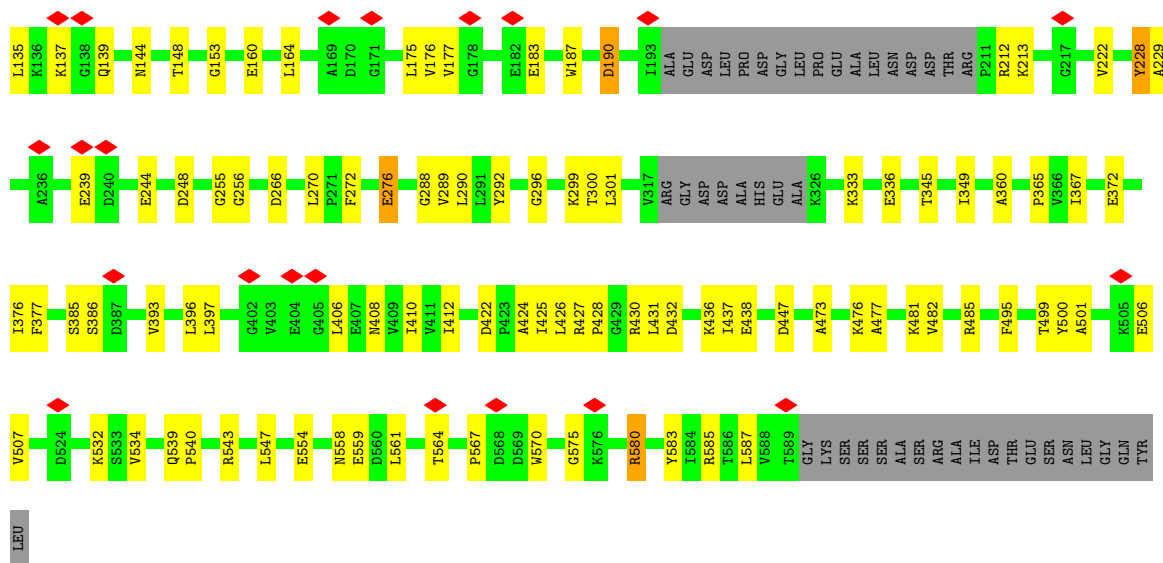 L135 K136 K137 G138 Q139 N144 T148 G153 E160 L164 A169 D170 G171 L175 V176 V177 G178 E182 E183 W187 D190 I193 ALA GLU ASP LEU PRO ASP GLY LEU PRO GLU ALA LEU ASN ASP ASP THR ARG P211 R212 K213 G217 V222 Y228 A229
A236 E239 D240 E244 D248 G255 G256 D266 L270 P271 F272 E276 G288 V289 L290 L291 Y292 G296 K299 T300 L301 V317 ARG GLY ASP ASP ALA HIS GLU ALA K326 K333 E336 T345 I349 A360 P365 V366 I367 E372
I376 F377 S385 S386 D387 V393 L396 L397 G402 V403 E404 G405 L406 E407 N408 V409 I410 V411 I412 D422 P423 A424 I425 L426 R427 P428 G429 R430 L431 D432 K436 I437 E438 D447 A473 K476 A477 K481 V482 R485 F495 T499 Y500 A501 K505 E506
V507 D524 K532 S533 V534 Q539 P540 R543 L547 E554 N558 E559 D560 L561 T564 P567 D568 D569 W570 G575 K576 R580 Y583 I584 R585 T586 L587 V588 T589 GLY LYS SER SER SER ALA SER ARG ALA ILE ASP THR GLU SER ASN LEU GLY GLN TYR
LEU